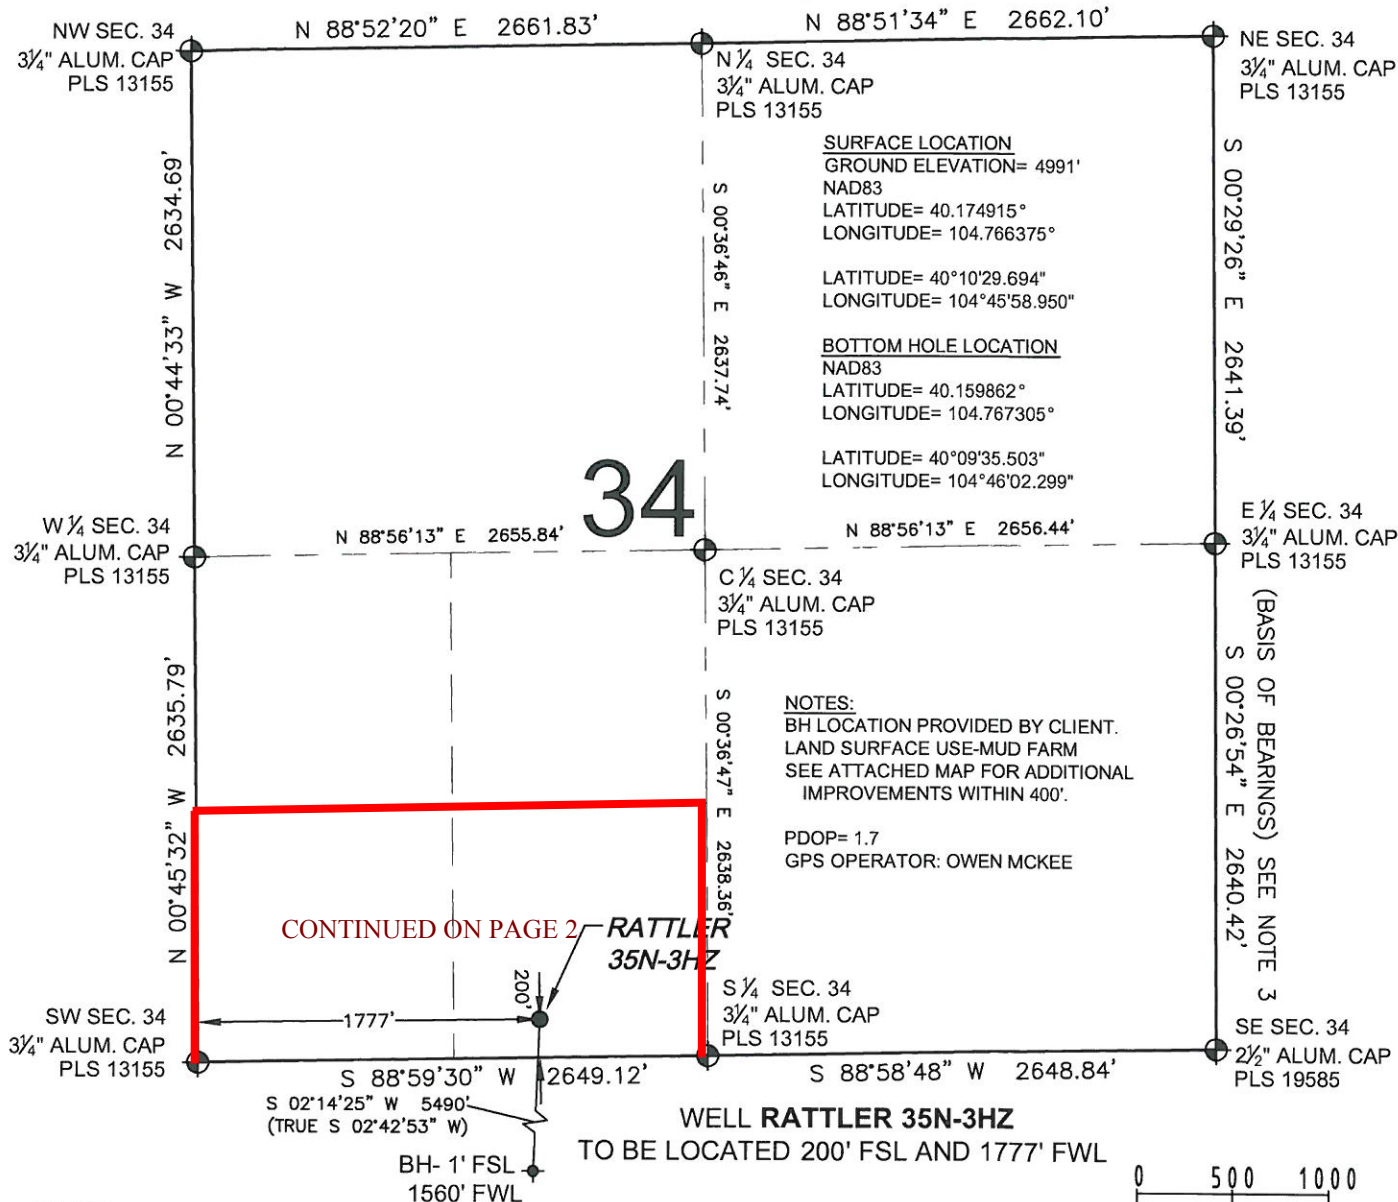 N 88°52'20" E 2661.83'
N 88°51'34" E 2662.10'
NW SEC. 34
3¼" ALUM. CAP
PLS 13155
N ¼ SEC. 34
3¼" ALUM. CAP
PLS 13155
NE SEC. 34
3¼" ALUM. CAP
PLS 13155
N 00°44'33" W 2634.69'
S 00°36'46" E 2637.74'
S 00°29'26" E 2641.39'
SURFACE LOCATION
GROUND ELEVATION= 4991'
NAD83
LATITUDE= 40.174915°
LONGITUDE= 104.766375°
LATITUDE= 40°10'29.694"
LONGITUDE= 104°45'58.950"
BOTTOM HOLE LOCATION
NAD83
LATITUDE= 40.159862°
LONGITUDE= 104.767305°
LATITUDE= 40°09'35.503"
LONGITUDE= 104°46'02.299"
34
W ¼ SEC. 34
3¼" ALUM. CAP
PLS 13155
N 88°56'13" E 2655.84'
N 88°56'13" E 2656.44'
C ¼ SEC. 34
3¼" ALUM. CAP
PLS 13155
E ¼ SEC. 34
3¼" ALUM. CAP
PLS 13155
N 00°45'32" W 2635.79'
S 00°36'47" E 2638.36'
S 00°26'54" E 2640.42'
(BASIS OF BEARINGS) SEE NOTE 3
NOTES:
BH LOCATION PROVIDED BY CLIENT.
LAND SURFACE USE-MUD FARM
SEE ATTACHED MAP FOR ADDITIONAL
IMPROVEMENTS WITHIN 400'.
PDOP= 1.7
GPS OPERATOR: OWEN MCKEE
CONTINUED ON PAGE 2
RATTLER
35N-3HZ
200'
1777'
SW SEC. 34
3¼" ALUM. CAP
PLS 13155
S ¼ SEC. 34
3¼" ALUM. CAP
PLS 13155
SE SEC. 34
2½" ALUM. CAP
PLS 19585
S 88°59'30" W 2649.12'
S 88°58'48" W 2648.84'
S 02°14'25" W 5490'
(TRUE S 02°42'53" W)
BH- 1' FSL
1560' FWL
WELL RATTLER 35N-3HZ
TO BE LOCATED 200' FSL AND 1777' FWL
0 500 1000